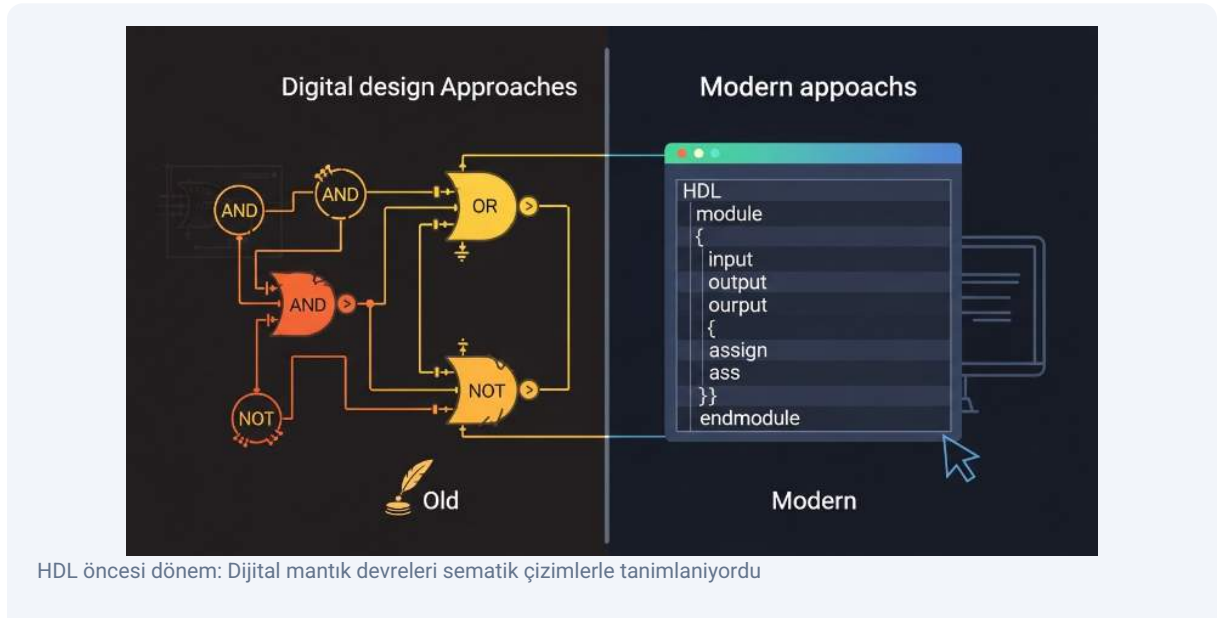 Digital design Approaches
AND
AND
OR
AND
NOT
NOT
Old
Modern appoachs
HDL
module
{
input
output
ourput
{
assign
ass
}}
endmodule
Modern
HDL öncesi dönem: Dijital mantık devreleri sematik çizimlerle tanimlaniyordu